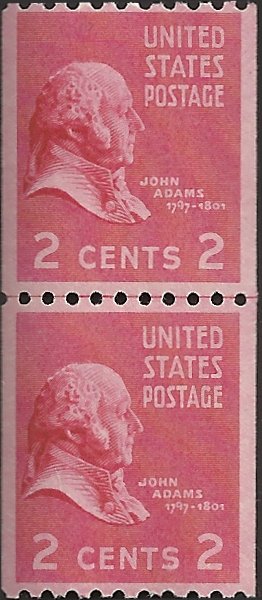 UNITED
STATES
POSTAGE
JOHN
ADAMS
1797-1801
2 CENTS 2
UNITED
STATES
POSTAGE
JOHN
ADAMS
1797-1801
2 CENTS 2